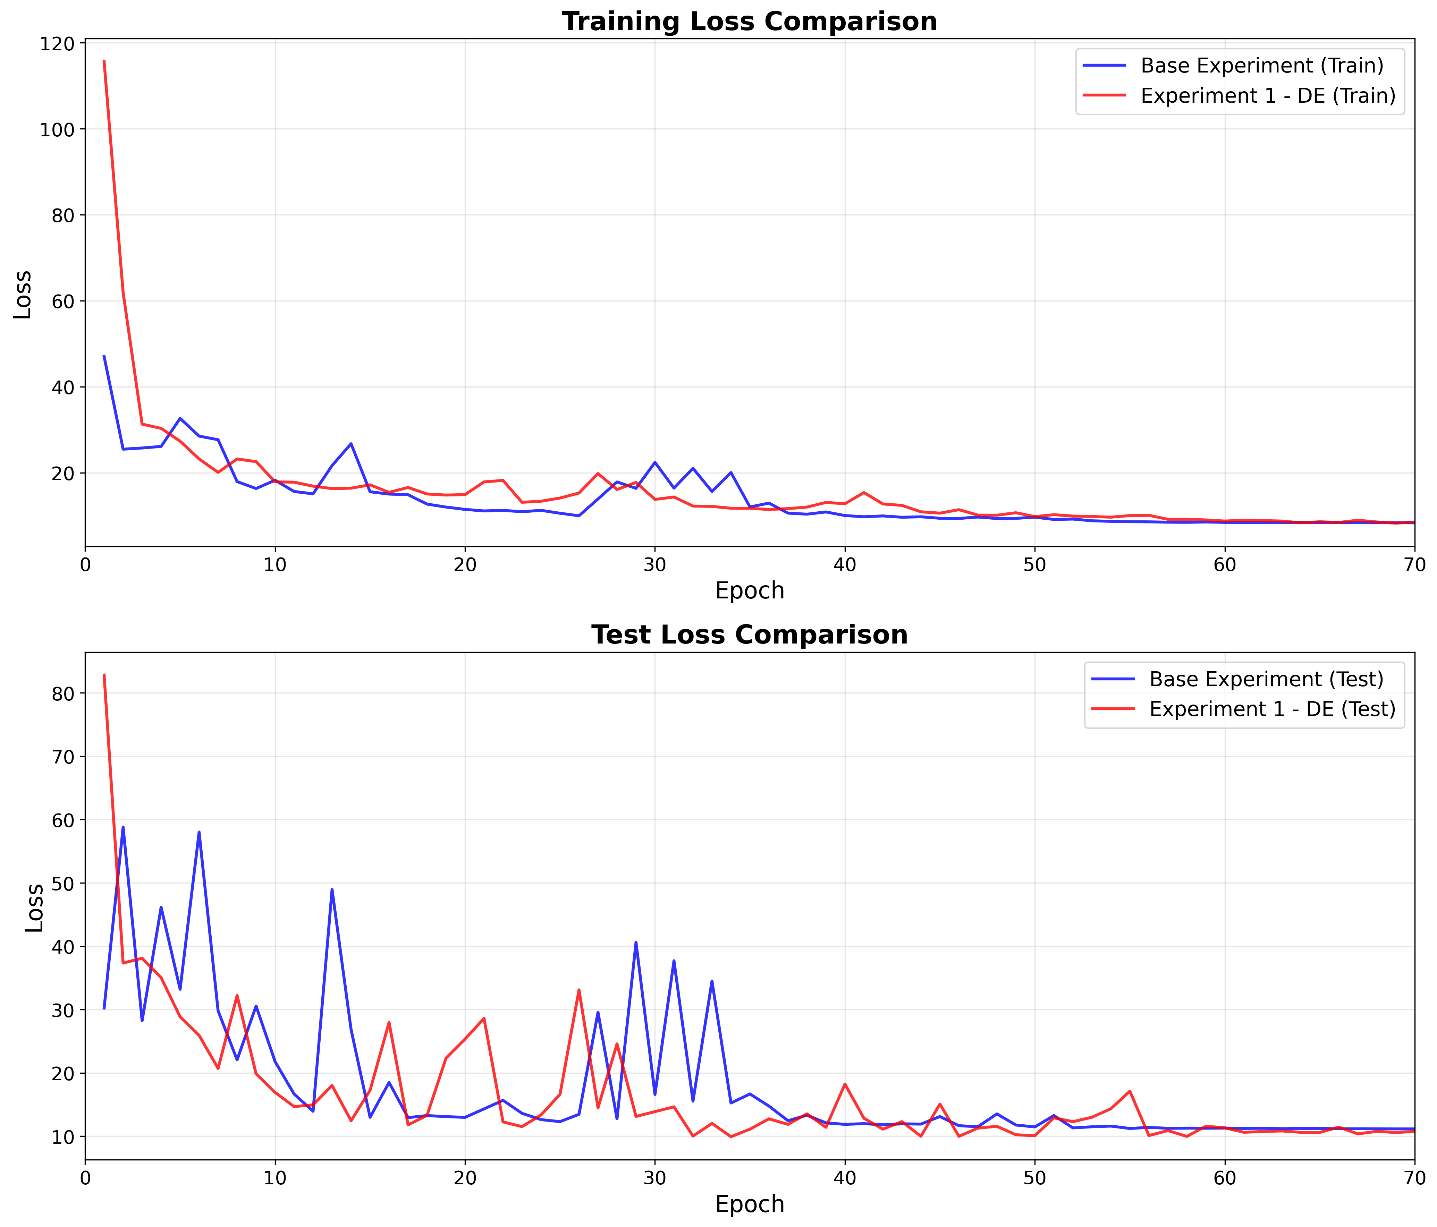 Training Loss Comparison
120
100
80
60
40
20
Loss
Base Experiment (Train)
Experiment 1 - DE (Train)
0 10 20 30 40 50 60 70
Epoch
Test Loss Comparison
80
70
60
50
40
30
20
10
Loss
Base Experiment (Test)
Experiment 1 - DE (Test)
0 10 20 30 40 50 60 70
Epoch